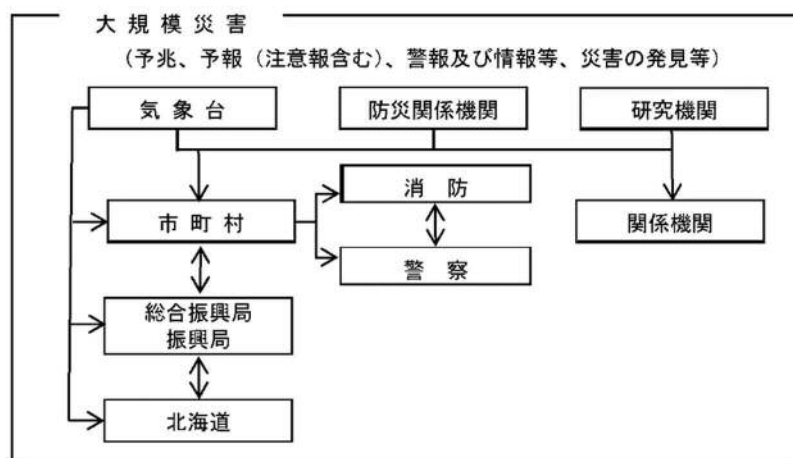 大規模災害
（予兆、予報（注意報含む）、警報及び情報等、災害の発見等）
気象台
防災関係機関
研究機関
消防
市町村
関係機関
警察
総合振興局
振興局
北海道